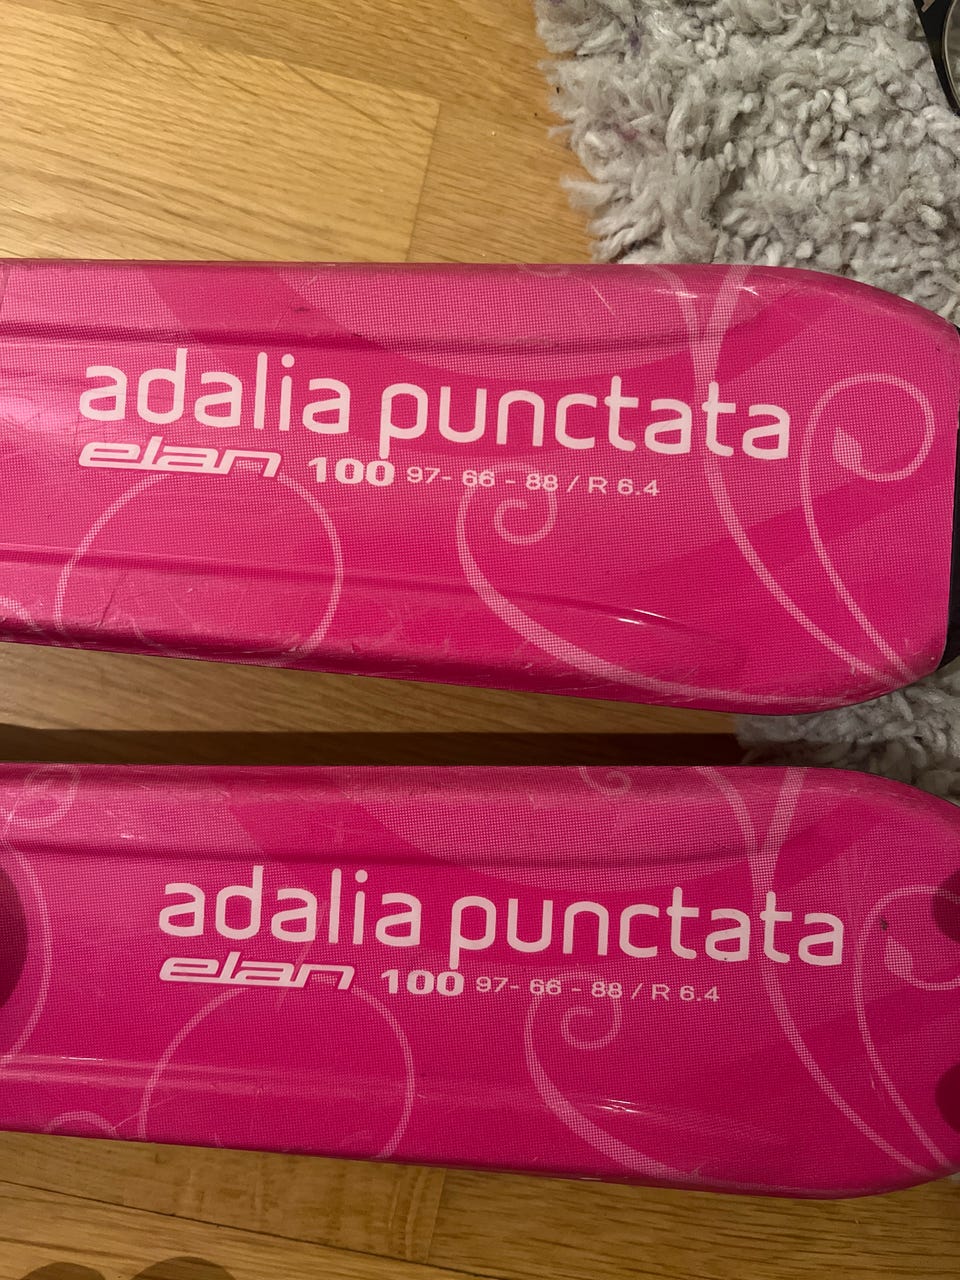 adalia punctata
elan 100 97- 66 - 88 / R 6.4
adalia punctata
elan 100 97- 66 - 88 / R 6.4